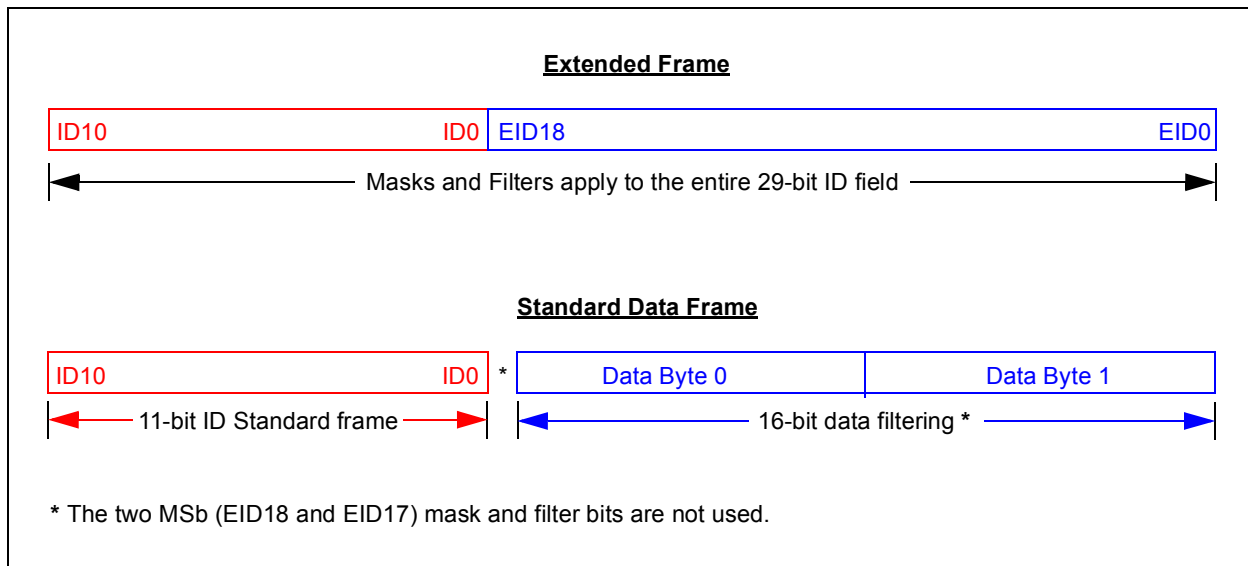 Extended Frame
ID10 ID0 EID18 EID0
Masks and Filters apply to the entire 29-bit ID field
Standard Data Frame
ID10 ID0 * Data Byte 0 Data Byte 1
11-bit ID Standard frame 16-bit data filtering *
* The two MSb (EID18 and EID17) mask and filter bits are not used.